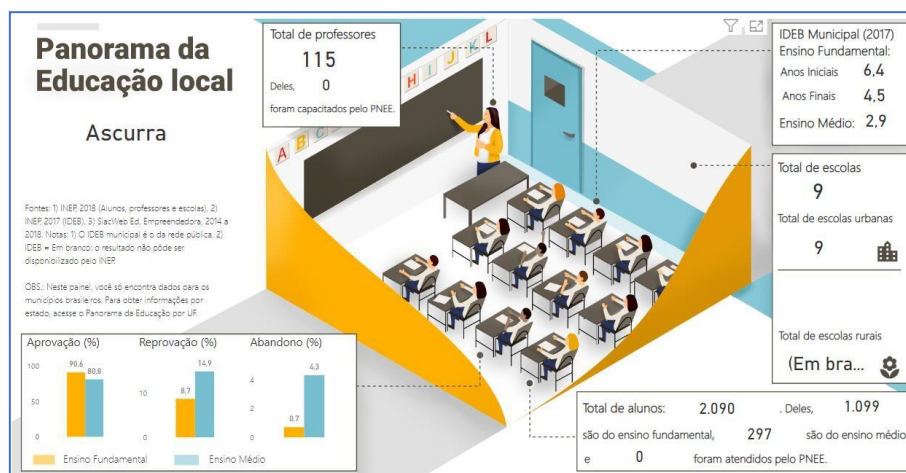 Panorama da
Educação local
Ascurra
Fontes: 1) INEP, 2018 (Alunos, professores e escolas), 2)
INEP, 2017 (IDEB), 3) SiacWeb Ed. Empreendedora, 2014 a
2018. Notas: 1) O IDEB municipal é o da rede pública, 2)
IDEB = Em branco: o resultado não pôde ser
disponibilizado pelo INEP.
OBS.: Neste painel, você só encontra dados para os
municípios brasileiros. Para obter informações por
estado, acesse o Panorama da Educação por UF.
Total de professores
115
Deles, 0
foram capacitados pelo PNEE.
A B C H I J K L
IDEB Municipal (2017)
Ensino Fundamental:
Anos Iniciais 6,4
Anos Finais 4,5
Ensino Médio: 2,9
Total de escolas
9
Total de escolas urbanas
9
Total de escolas rurais
(Em bra...
Aprovação (%)
100
50
0
90,6
80,8
Reprovação (%)
10
0
8,7
14,9
Abandono (%)
4
2
0
0,7
4,3
Ensino Fundamental Ensino Médio
Total de alunos: 2.090 . Deles, 1.099
são do ensino fundamental, 297 são do ensino médio
e 0 foram atendidos pelo PNEE.